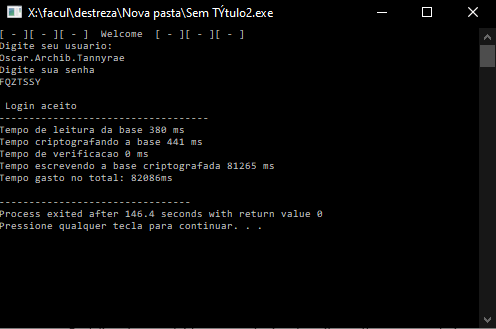 X:\facul\destreza\Nova pasta\Sem TÝtulo2.exe
[ - ][ - ][ - ]  Welcome  [ - ][ - ][ - ]
Digite seu usuario:
Oscar.Archib.Tannyrae
Digite sua senha
FQZTSSY
Login aceito
-----------------------------------
Tempo de leitura da base 380 ms
Tempo criptografando a base 441 ms
Tempo de verificacao 0 ms
Tempo escrevendo a base criptografada 81265 ms
Tempo gasto no total: 82086ms
--------------------------------
Process exited after 146.4 seconds with return value 0
Pressione qualquer tecla para continuar. . .